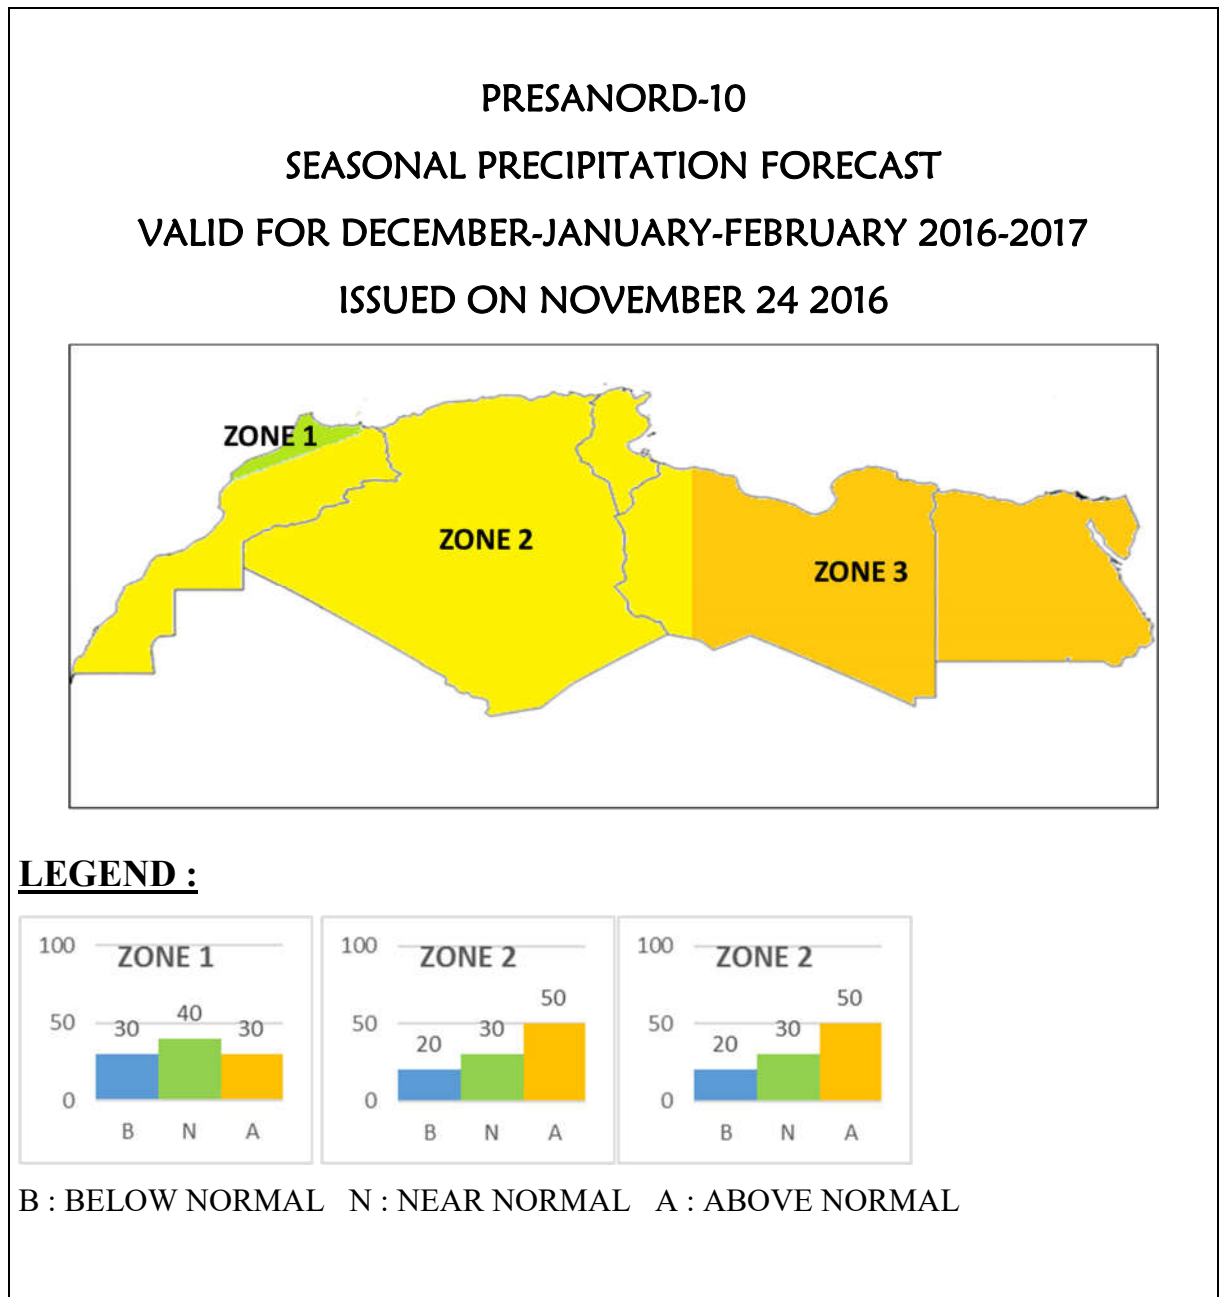 PRESANORD-10
SEASONAL PRECIPITATION FORECAST
VALID FOR DECEMBER-JANUARY-FEBRUARY 2016-2017
ISSUED ON NOVEMBER 24 2016
ZONE 1
ZONE 2
ZONE 3
LEGEND :
ZONE 1
100
50
0
30
40
30
B N A
ZONE 2
100
50
0
20
30
50
B N A
ZONE 2
100
50
0
20
30
50
B N A
B : BELOW NORMAL N : NEAR NORMAL A : ABOVE NORMAL